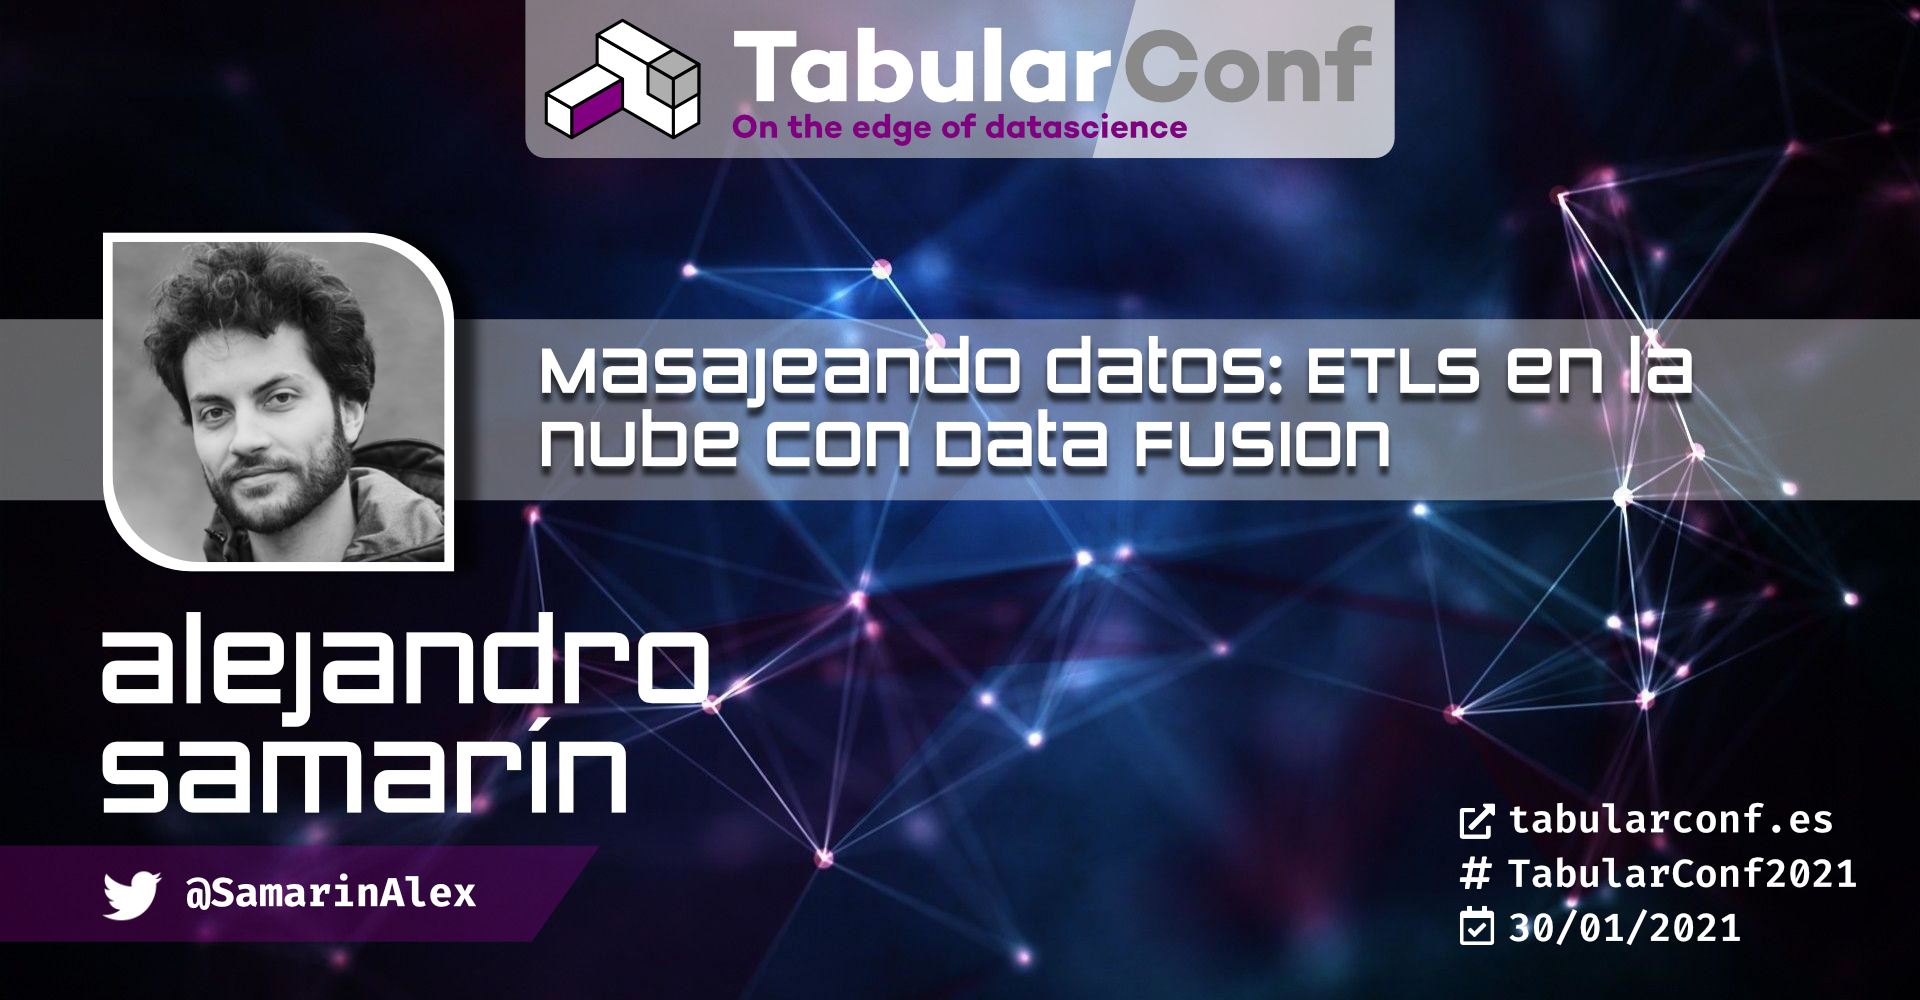 TabularConf
On the edge of datascience
Masajeando datos: ETLs en la
nube con Data Fusion
alejandro
samarín
@SamarinAlex
tabularconf.es
# TabularConf2021
30/01/2021